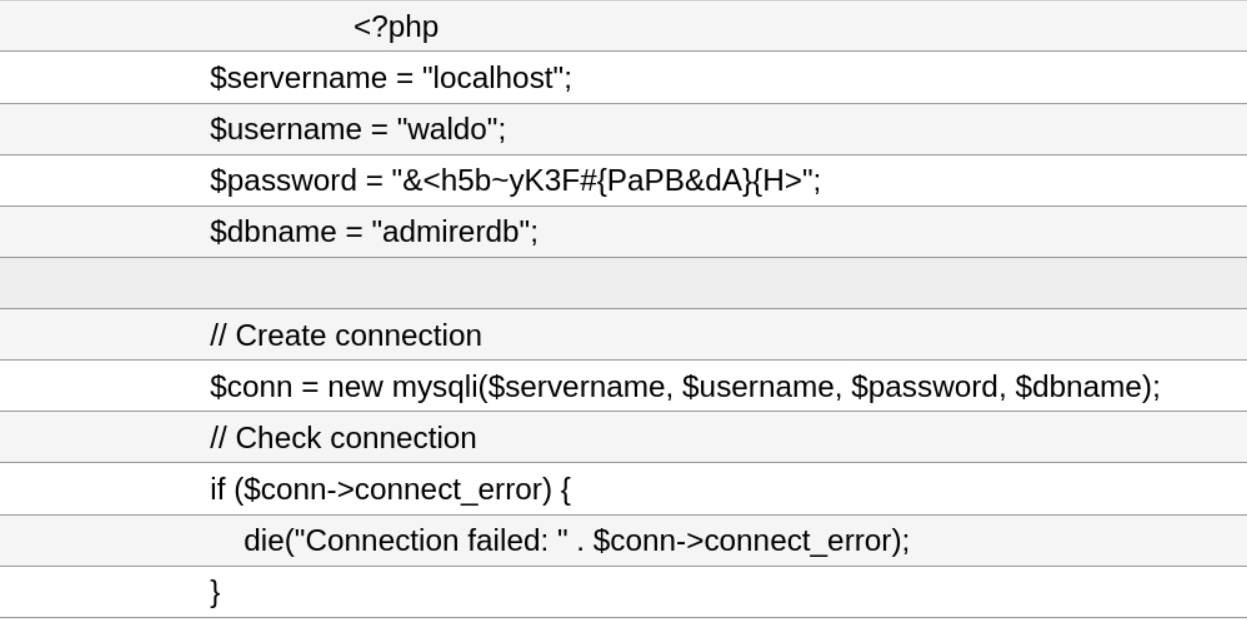 <?php
$servername = "localhost";
$username = "waldo";
$password = "&<h5b~yK3F#{PaPB&dA}{H>";
$dbname = "admirerdb";
// Create connection
$conn = new mysqli($servername, $username, $password, $dbname);
// Check connection
if ($conn->connect_error) {
die("Connection failed: " . $conn->connect_error);
}